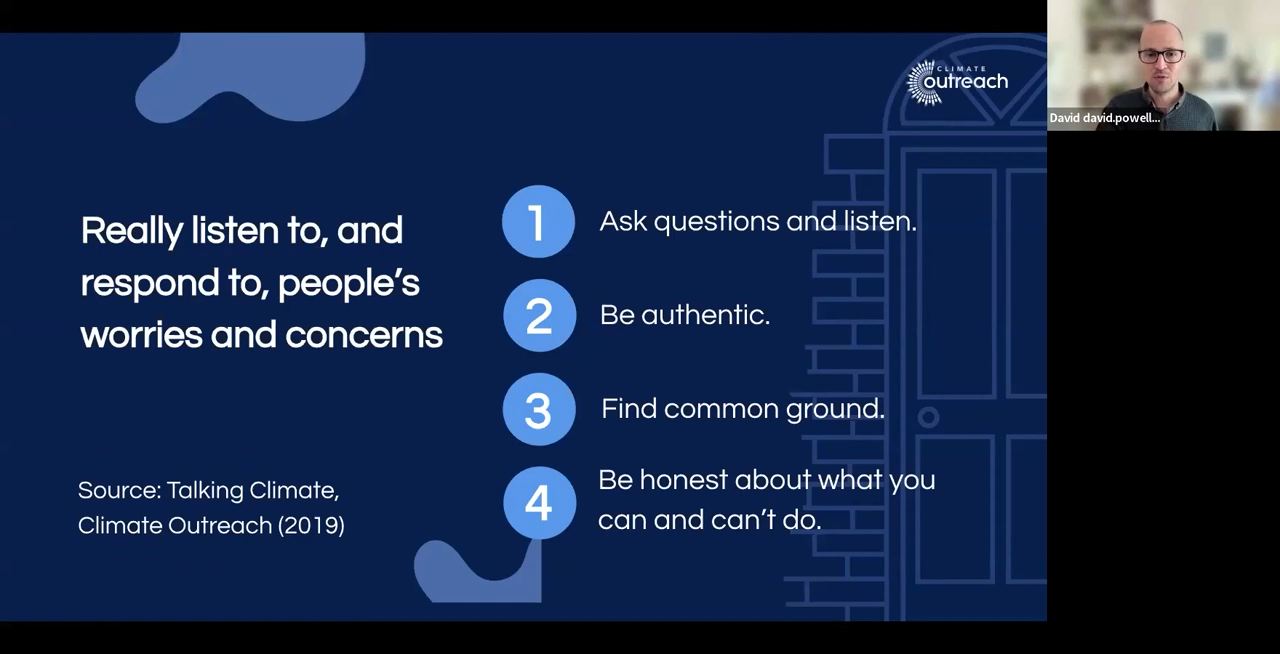 CLIMATE
outreach
David david.powell...
Really listen to, and
respond to, people's
worries and concerns
1 Ask questions and listen.
2 Be authentic.
3 Find common ground.
4 Be honest about what you
can and can't do.
Source: Talking Climate,
Climate Outreach (2019)